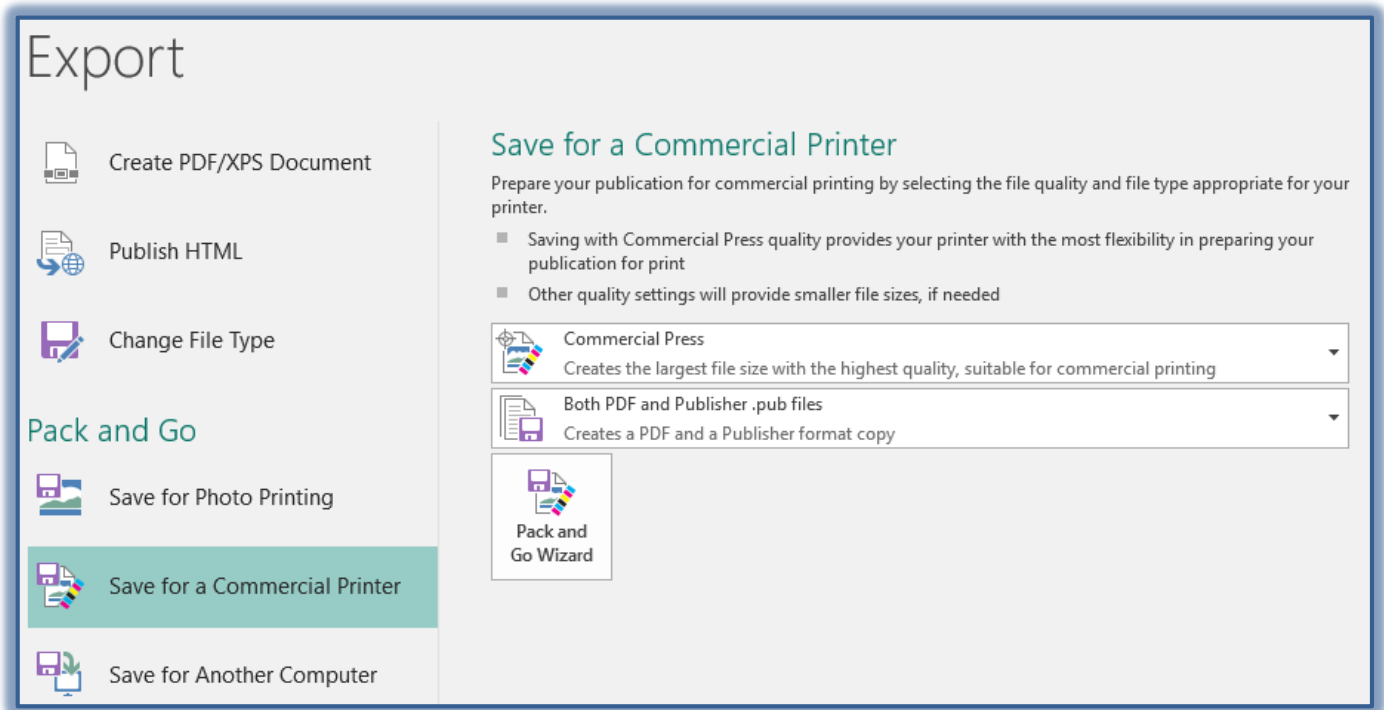 Export
Create PDF/XPS Document
Publish HTML
Change File Type
Pack and Go
Save for Photo Printing
Save for a Commercial Printer
Save for Another Computer
Save for a Commercial Printer
Prepare your publication for commercial printing by selecting the file quality and file type appropriate for your
printer.
Saving with Commercial Press quality provides your printer with the most flexibility in preparing your
publication for print
Other quality settings will provide smaller file sizes, if needed
Commercial Press
Creates the largest file size with the highest quality, suitable for commercial printing
Both PDF and Publisher .pub files
Creates a PDF and a Publisher format copy
Pack and
Go Wizard